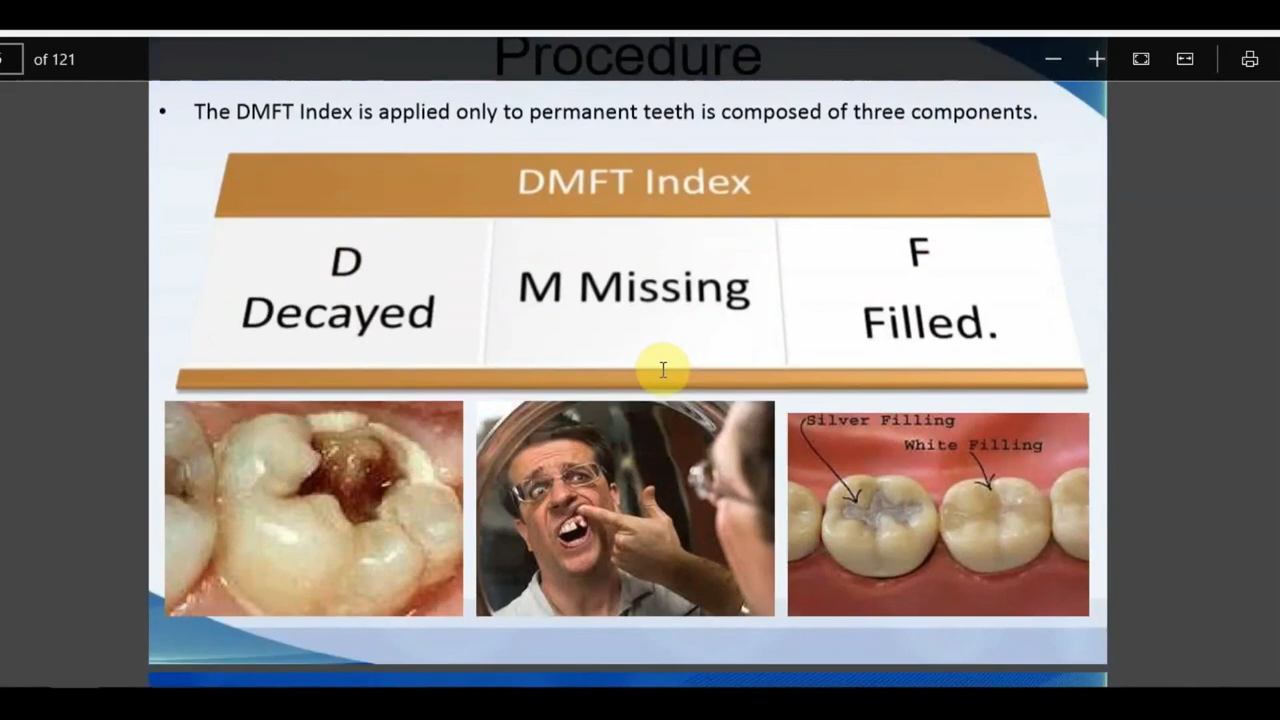 Procedure
of 121
• The DMFT Index is applied only to permanent teeth is composed of three components.
DMFT Index
D
Decayed
M Missing
F
Filled.
Silver Filling
White Filling